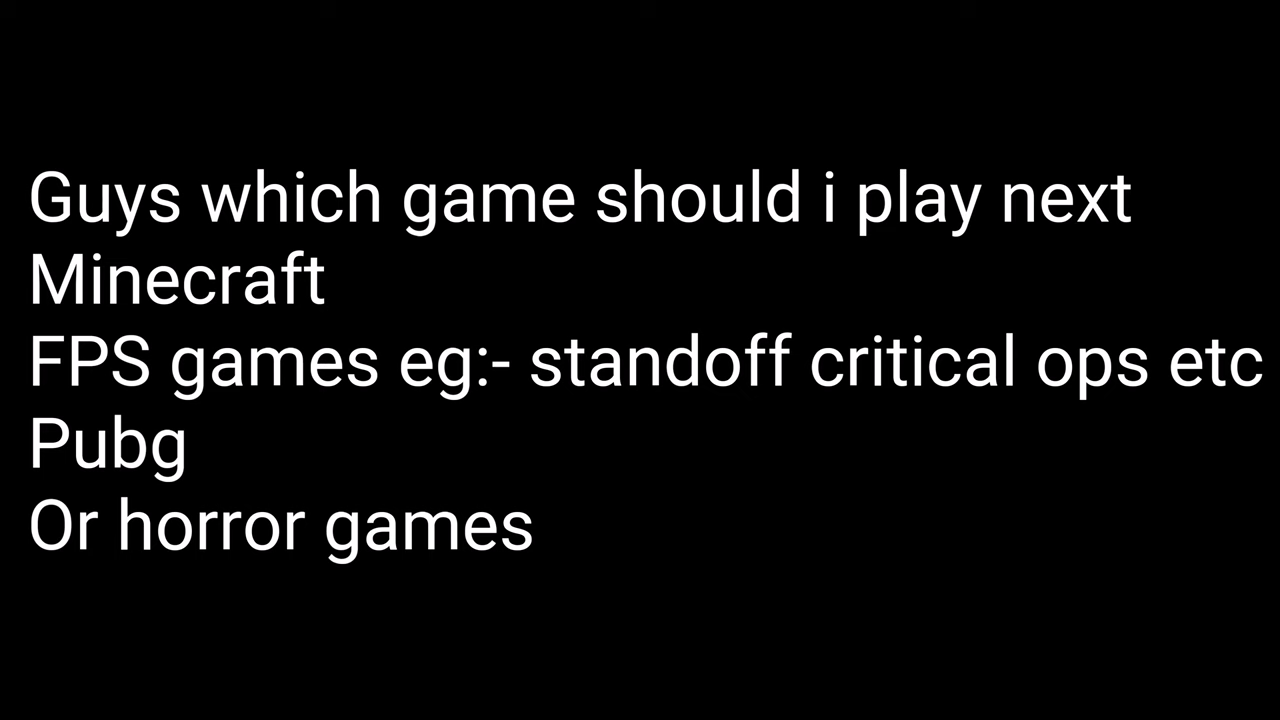 Guys which game should i play next
Minecraft
FPS games eg:- standoff critical ops etc
Pubg
Or horror games